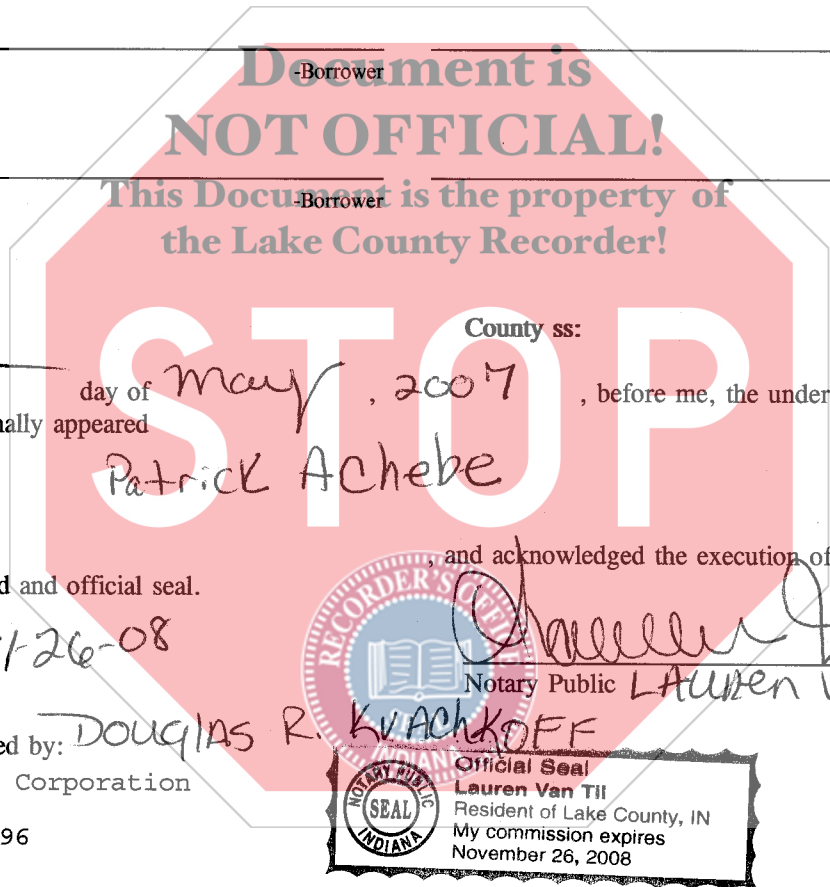 Document is
-Borrower
NOT OFFICIAL!
This Document is the property of
-Borrower
the Lake County Recorder!
STOP
County ss:
day of May, 2007, before me, the under
nally appeared
Patrick Achebe
, and acknowledged the execution of
d and official seal.
1-26-08
Notary Public LAUREN
ed by: DOUGLAS R. KVACHKOFF
Corporation
96
RECORDER'S OFFICE
INDIANA
NOTARY PUBLIC
SEAL
INDIANA
Official Seal
Lauren Van Til
Resident of Lake County, IN
My commission expires
November 26, 2008